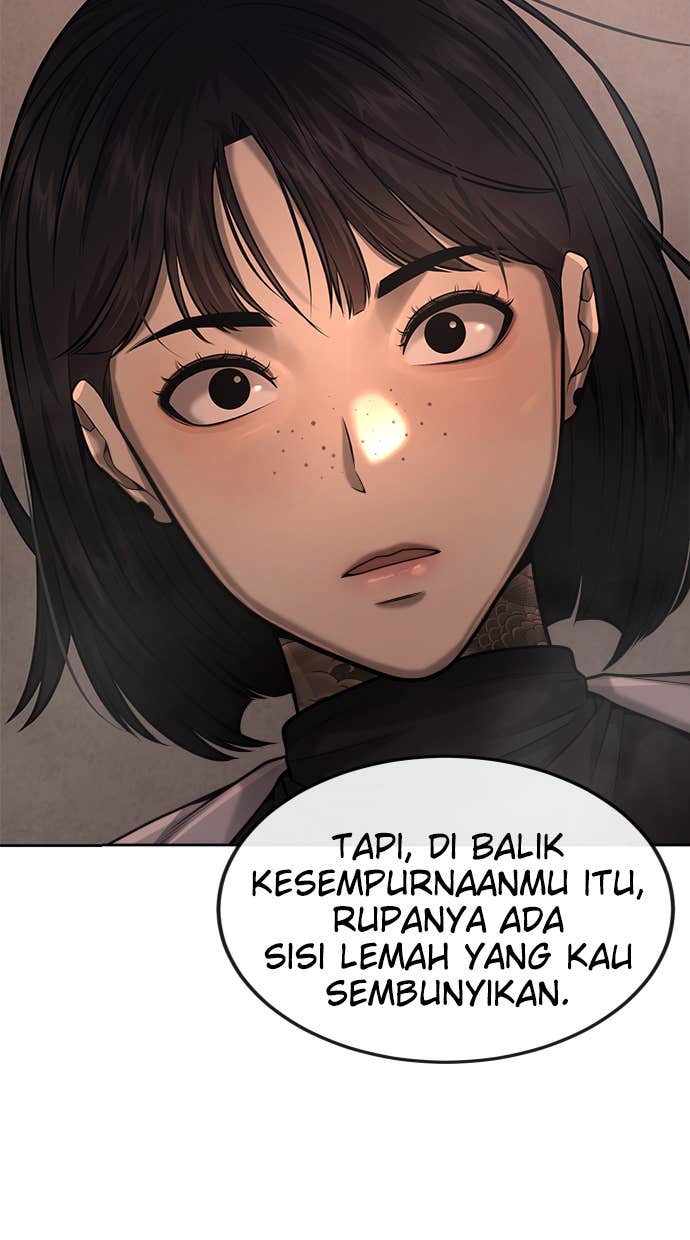 TAPI, DI BALIK
KESEMPURNAANMU ITU,
RUPANYA ADA
SISI LEMAH YANG KAU
SEMBUNYIKAN.